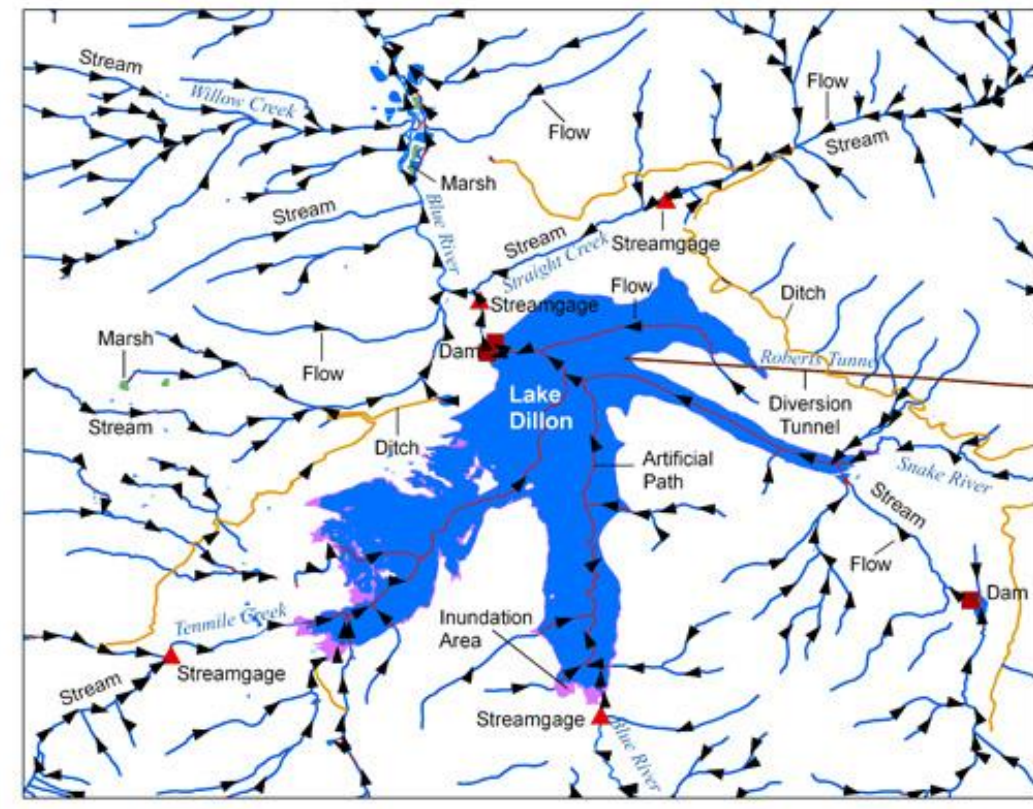 Stream
Willow Creek
Flow
Flow
Stream
Marsh
Stream
Blue River
Streamgage
Stream
Straight Creek
Streamgage
Flow
Ditch
Marsh
Dam
Flow
Roberts Tunnel
Lake
Dillon
Diversion
Tunnel
Stream
Ditch
Artificial
Path
Snake River
Stream
Flow
Dam
Tenmile Creek
Inundation
Area
Streamgage
Stream
Streamgage
Blue River